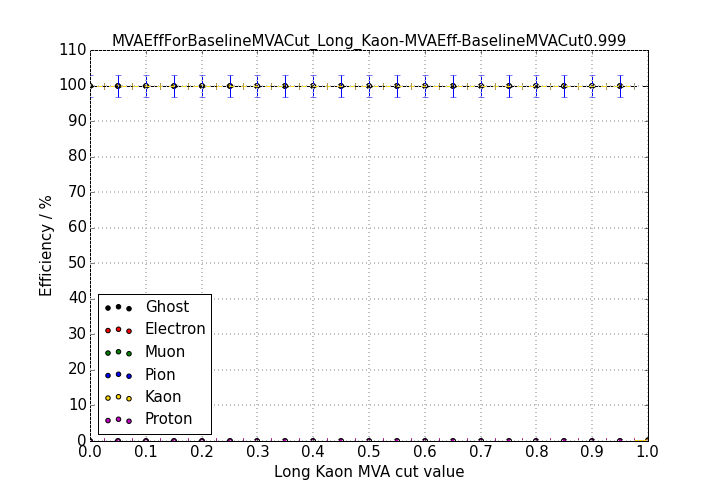 MVAEffForBaselineMVACut_Long_Kaon-MVAEff-BaselineMVACut0.999
110
100
90
80
70
60
50
40
30
20
10
0
Efficiency / %
Ghost
Electron
Muon
Pion
Kaon
Proton
0.0 0.1 0.2 0.3 0.4 0.5 0.6 0.7 0.8 0.9 1.0
Long Kaon MVA cut value